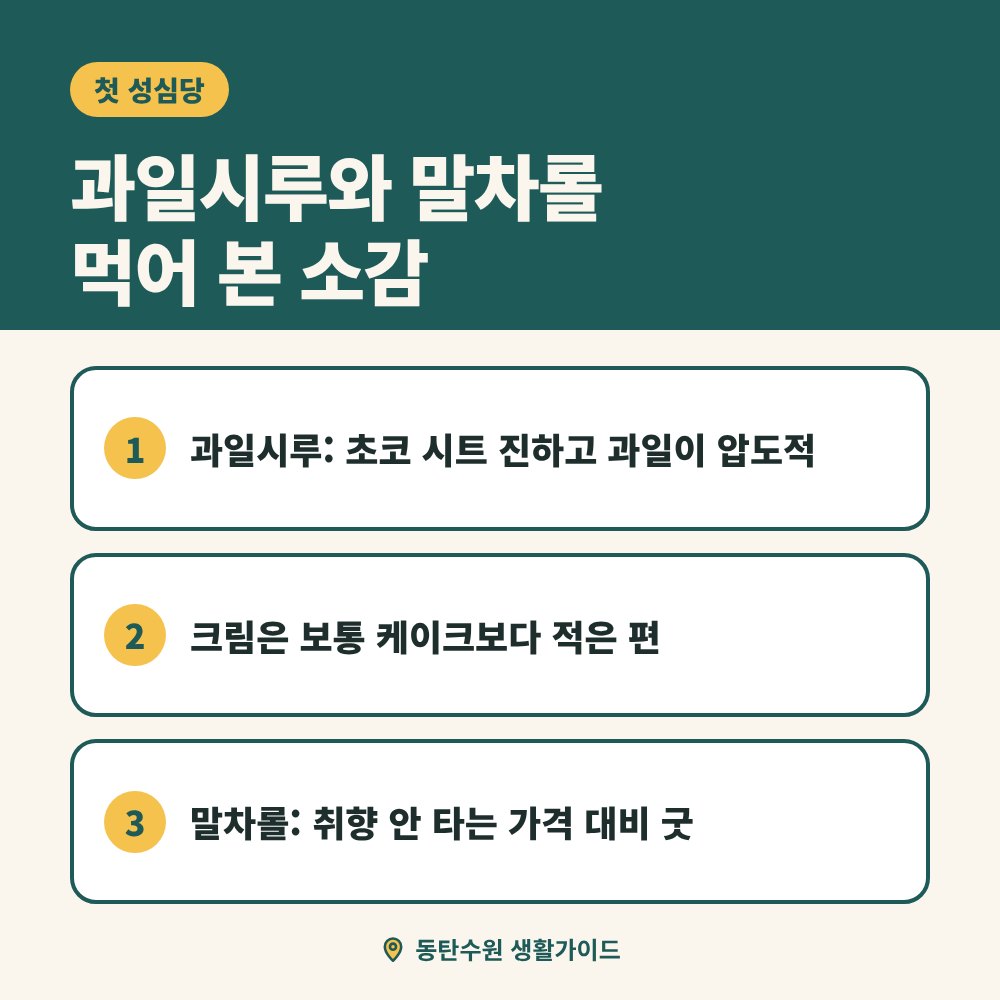 첫 성심당
과일시루와 말차롤
먹어 본 소감
1 과일시루: 초코 시트 진하고 과일이 압도적
2 크림은 보통 케이크보다 적은 편
3 말차롤: 취향 안 타는 가격 대비 굿
동탄수원 생활가이드